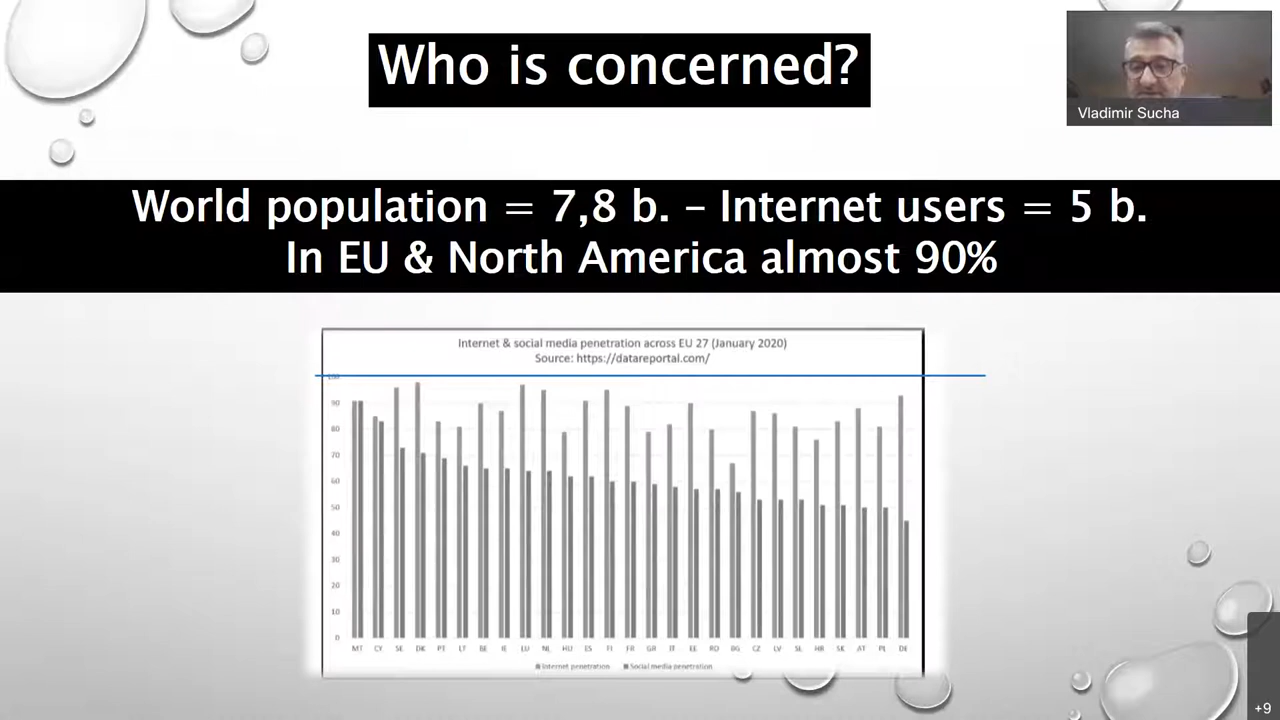 Who is concerned?
Vladimir Sucha
World population = 7,8 b. – Internet users = 5 b.
In EU & North America almost 90%
Internet & social media penetration across EU 27 (January 2020)
Source: https://datareportal.com/
100
90
80
70
60
50
40
30
20
10
0
MT CY SE DK PT LT BE IE LU NL HU ES FI FR GR IT EE RO BG CZ LV SL HR SK AT PL DE
Internet penetration Social media penetration
+9